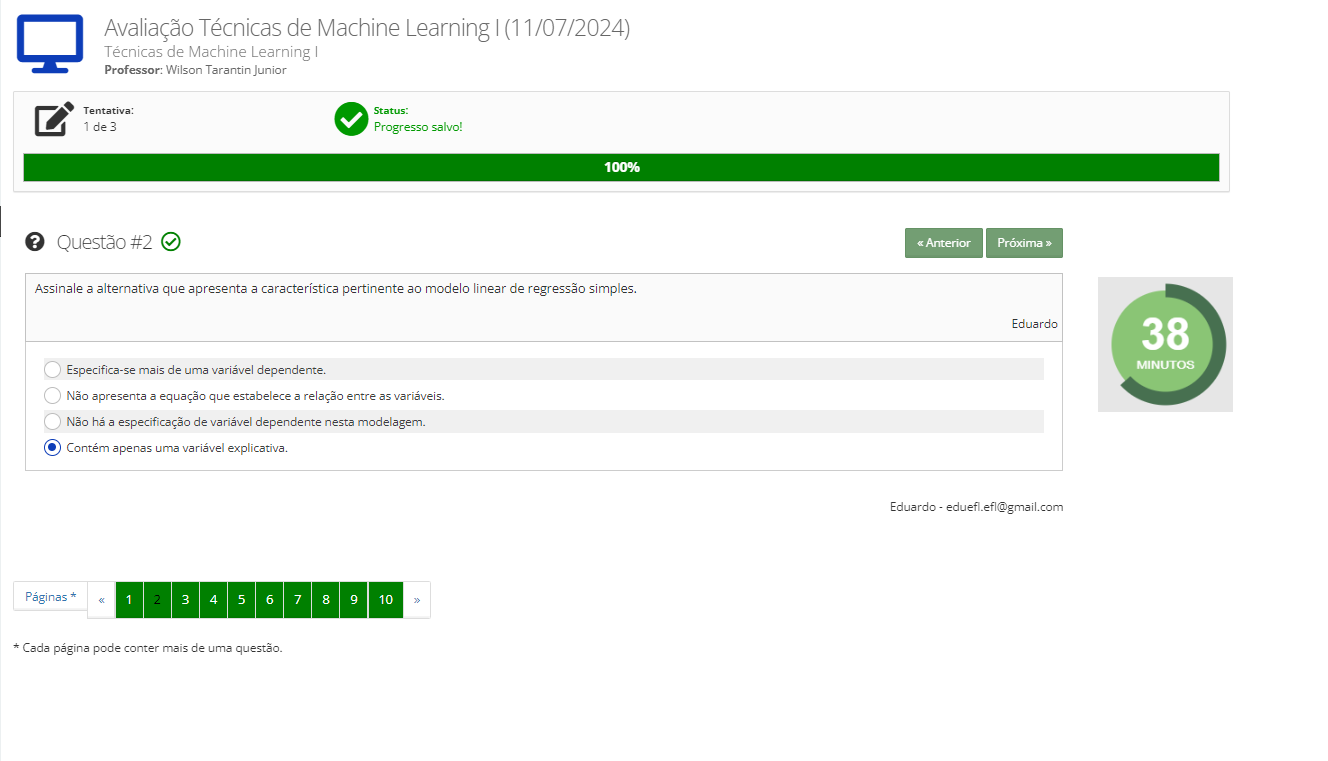 Avaliação Técnicas de Machine Learning I (11/07/2024)
Técnicas de Machine Learning I
Professor: Wilson Tarantin Junior
Tentativa:
1 de 3
Status:
Progresso salvo!
100%
Questão #2
« Anterior
Próxima »
Assinale a alternativa que apresenta a característica pertinente ao modelo linear de regressão simples.
Eduardo
38
MINUTOS
Especifica-se mais de uma variável dependente.
Não apresenta a equação que estabelece a relação entre as variáveis.
Não há a especificação de variável dependente nesta modelagem.
Contém apenas uma variável explicativa.
Eduardo - eduefl.efl@gmail.com
Páginas * « 1 2 3 4 5 6 7 8 9 10 »
* Cada página pode conter mais de uma questão.